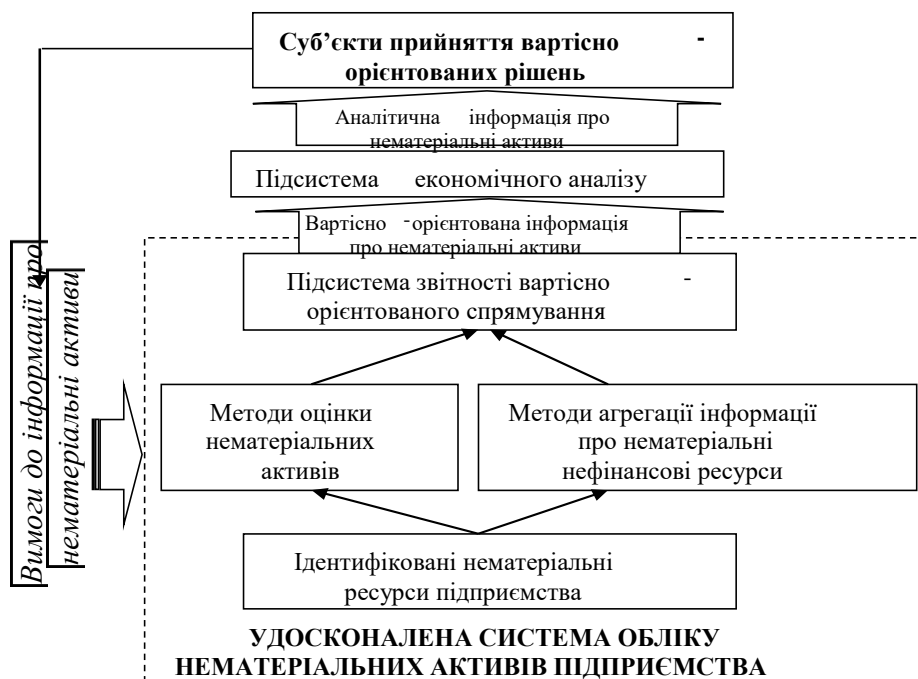 Суб’єкти прийняття вартісно -
орієнтованих рішень
Аналітична інформація про
нематеріальні активи
Підсистема економічного аналізу
Вартісно -орієнтована інформація
про нематеріальні активи
Підсистема звітності вартісно -
орієнтованого спрямування
Вимоги до інформації про
нематеріальні активи
Методи оцінки
нематеріальних
активів
Методи агрегації інформації
про нематеріальні
нефінансові ресурси
Ідентифіковані нематеріальні
ресурси підприємства
УДОСКОНАЛЕНА СИСТЕМА ОБЛІКУ
НЕМАТЕРІАЛЬНИХ АКТИВІВ ПІДПРИЄМСТВА